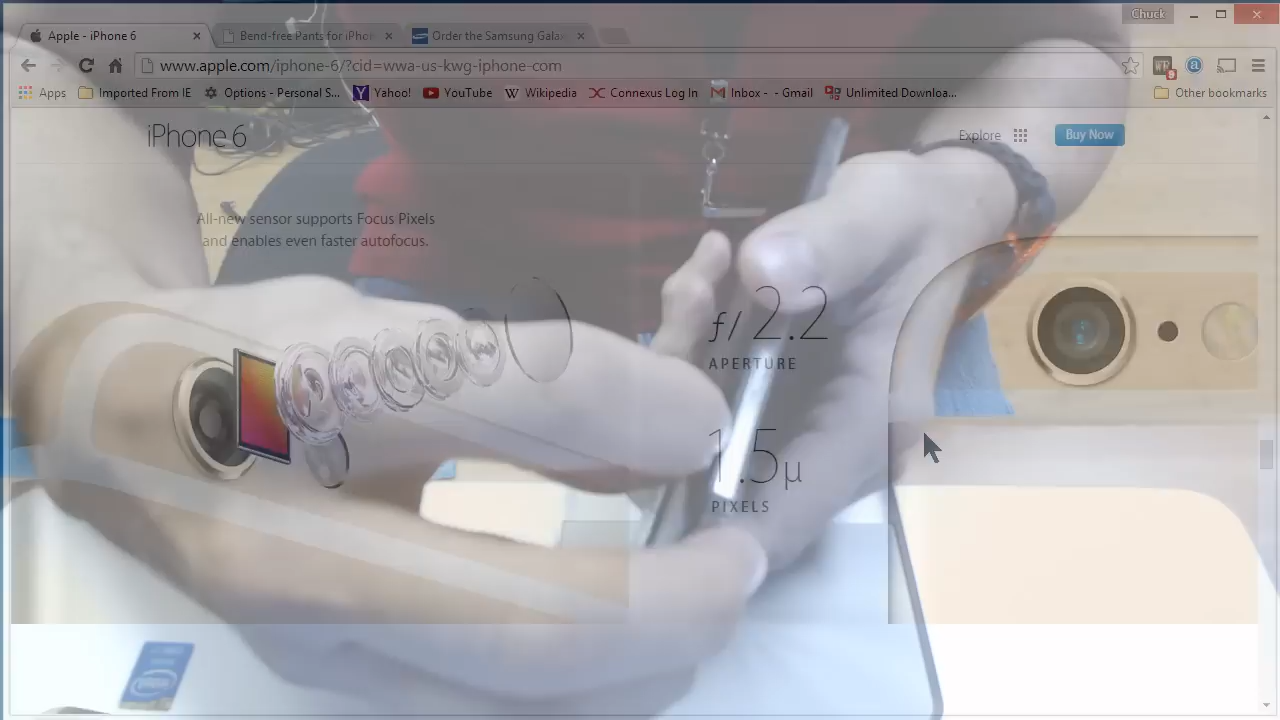 Chuck
Apple - iPhone 6
Bend-free Pants for iPhon
Order the Samsung Galax
www.apple.com/iphone-6/?cid=wwa-us-kwg-iphone-com
Apps
Imported From IE
Options - Personal S...
Yahoo!
YouTube
Wikipedia
Connexus Log In
Inbox - - Gmail
Unlimited Downloa...
Other bookmarks
iPhone 6
Explore
Buy Now
All-new sensor supports Focus Pixels
and enables even faster autofocus.
ƒ/2.2
APERTURE
1.5µ
PIXELS